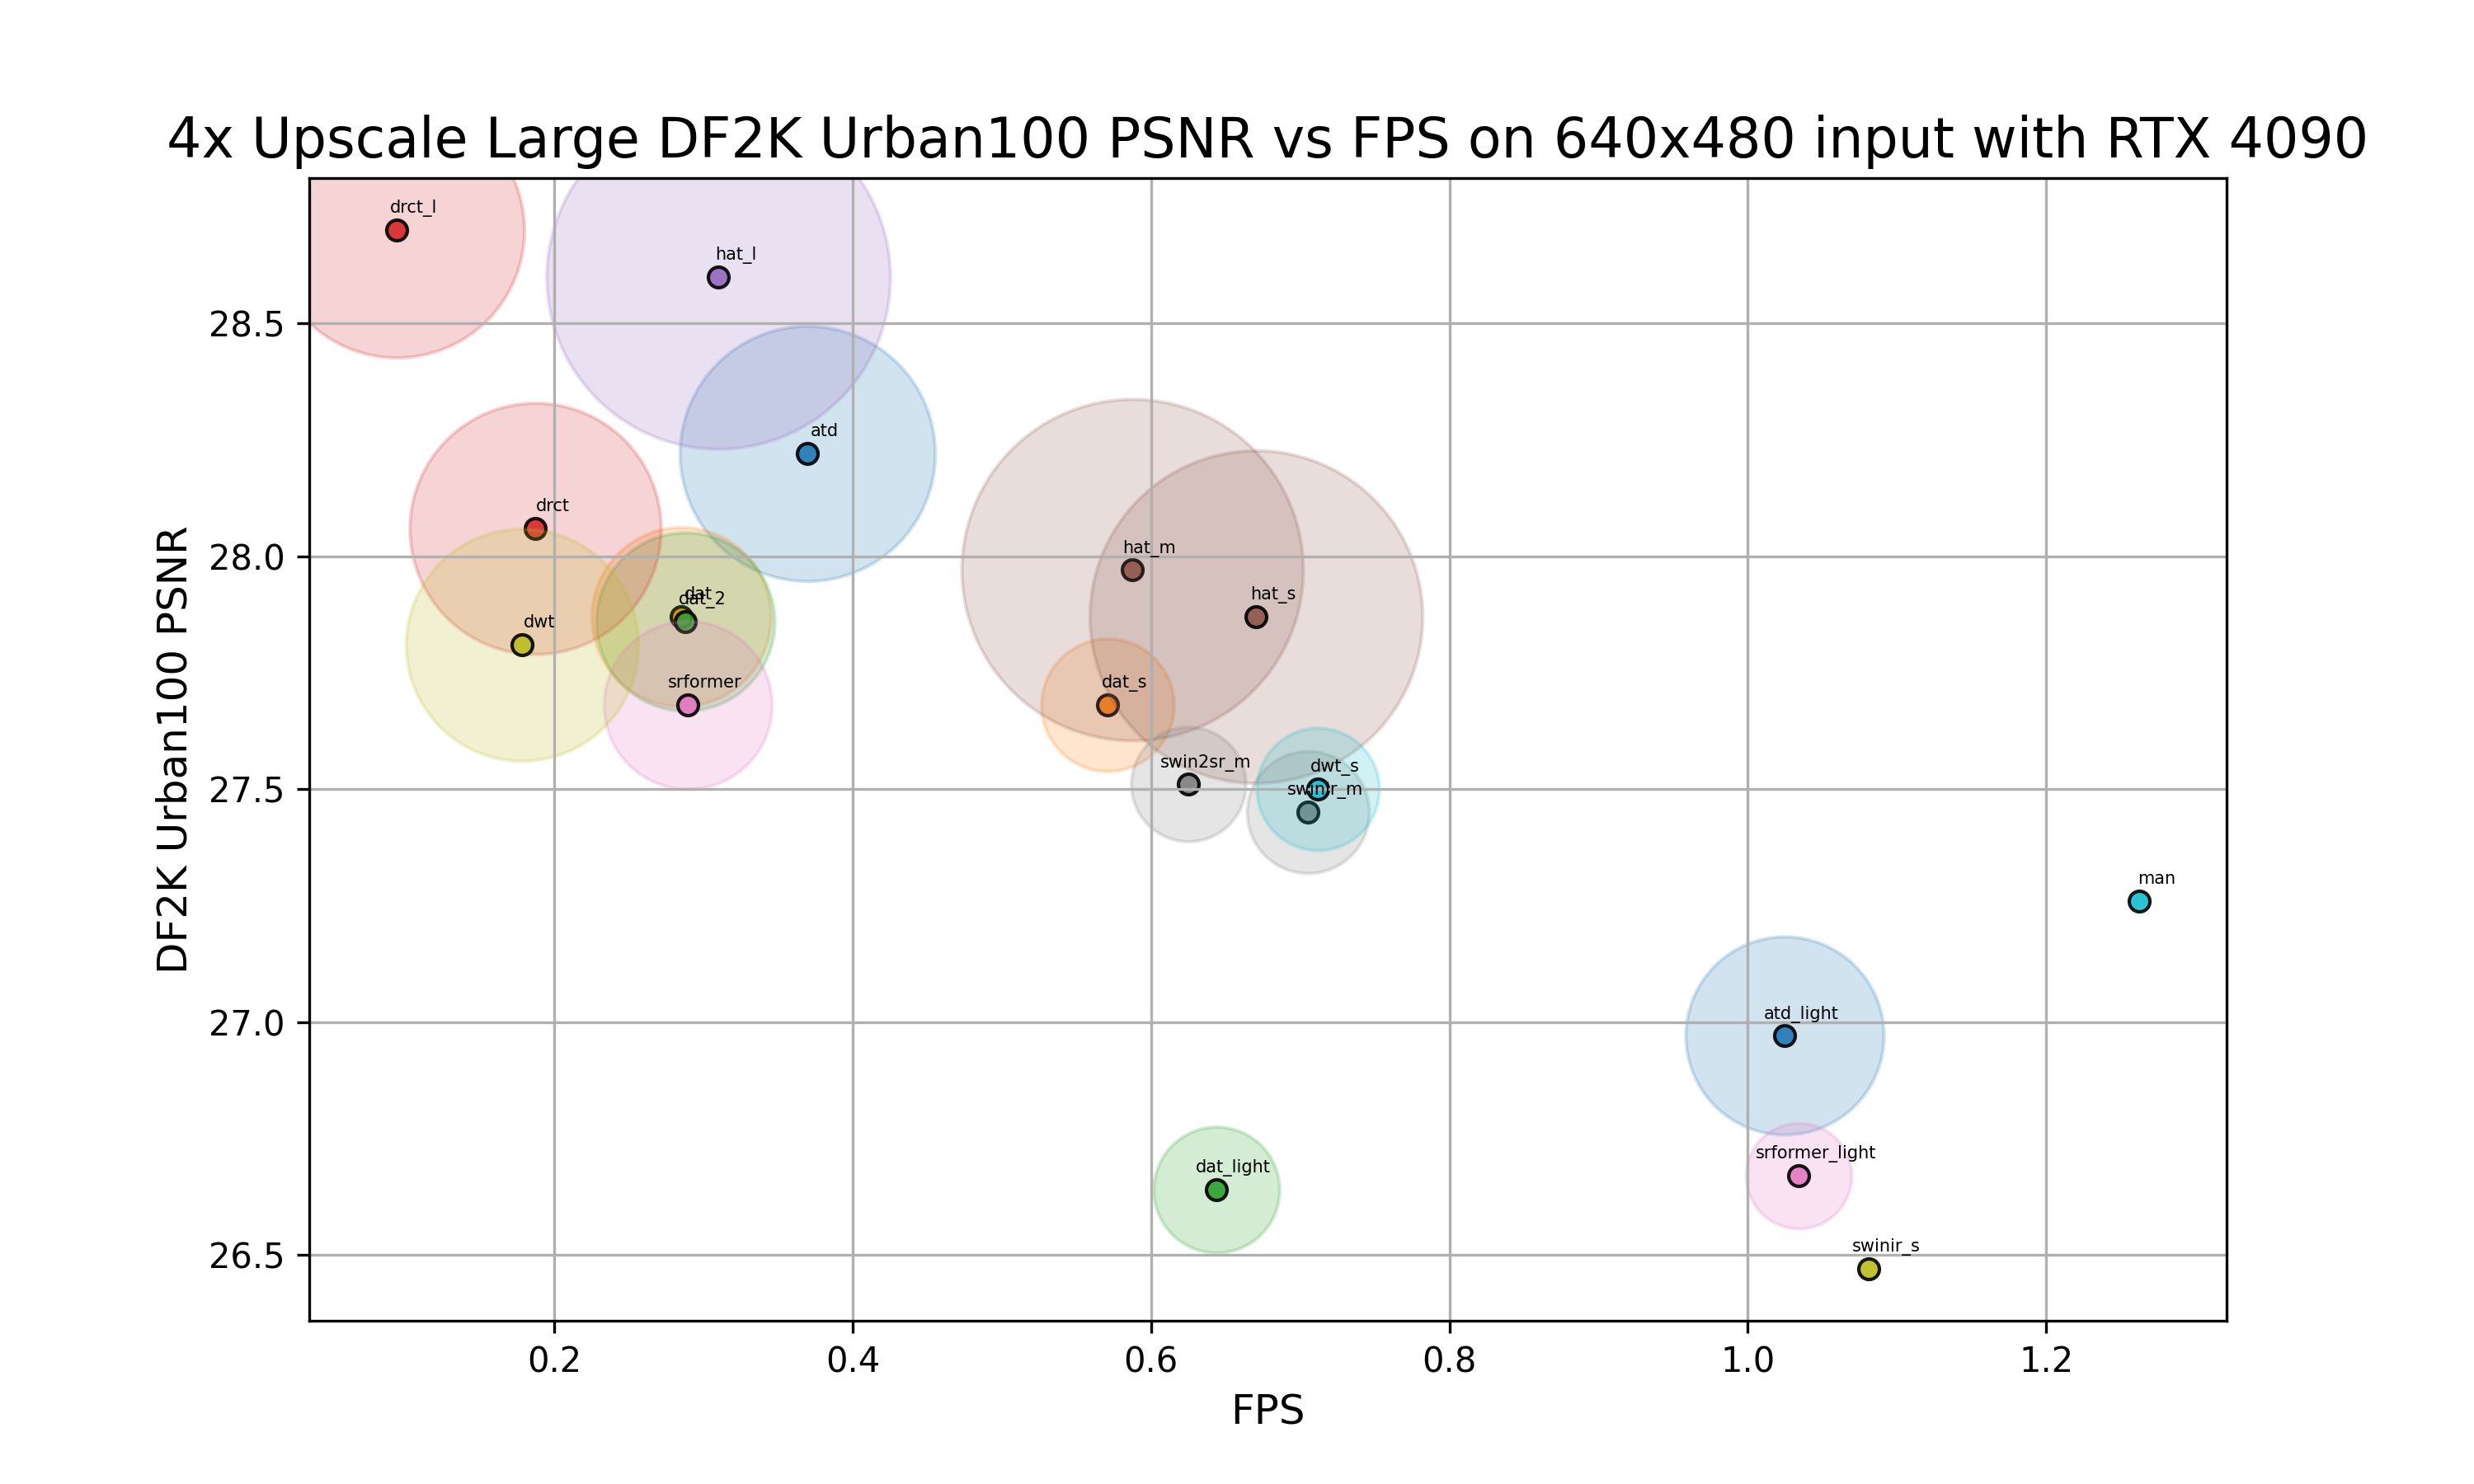 4x Upscale Large DF2K Urban100 PSNR vs FPS on 640x480 input with RTX 4090
drct_l
hat_l
28.5
atd
drct
28.0
hat_m
dat
dat_2
hat_s
dwt
srformer
dat_s
swin2sr_m
dwt_s
27.5
swinir_m
man
atd_light
27.0
srformer_light
dat_light
swinir_s
26.5
DF2K Urban100 PSNR
0.2 0.4 0.6 0.8 1.0 1.2
FPS